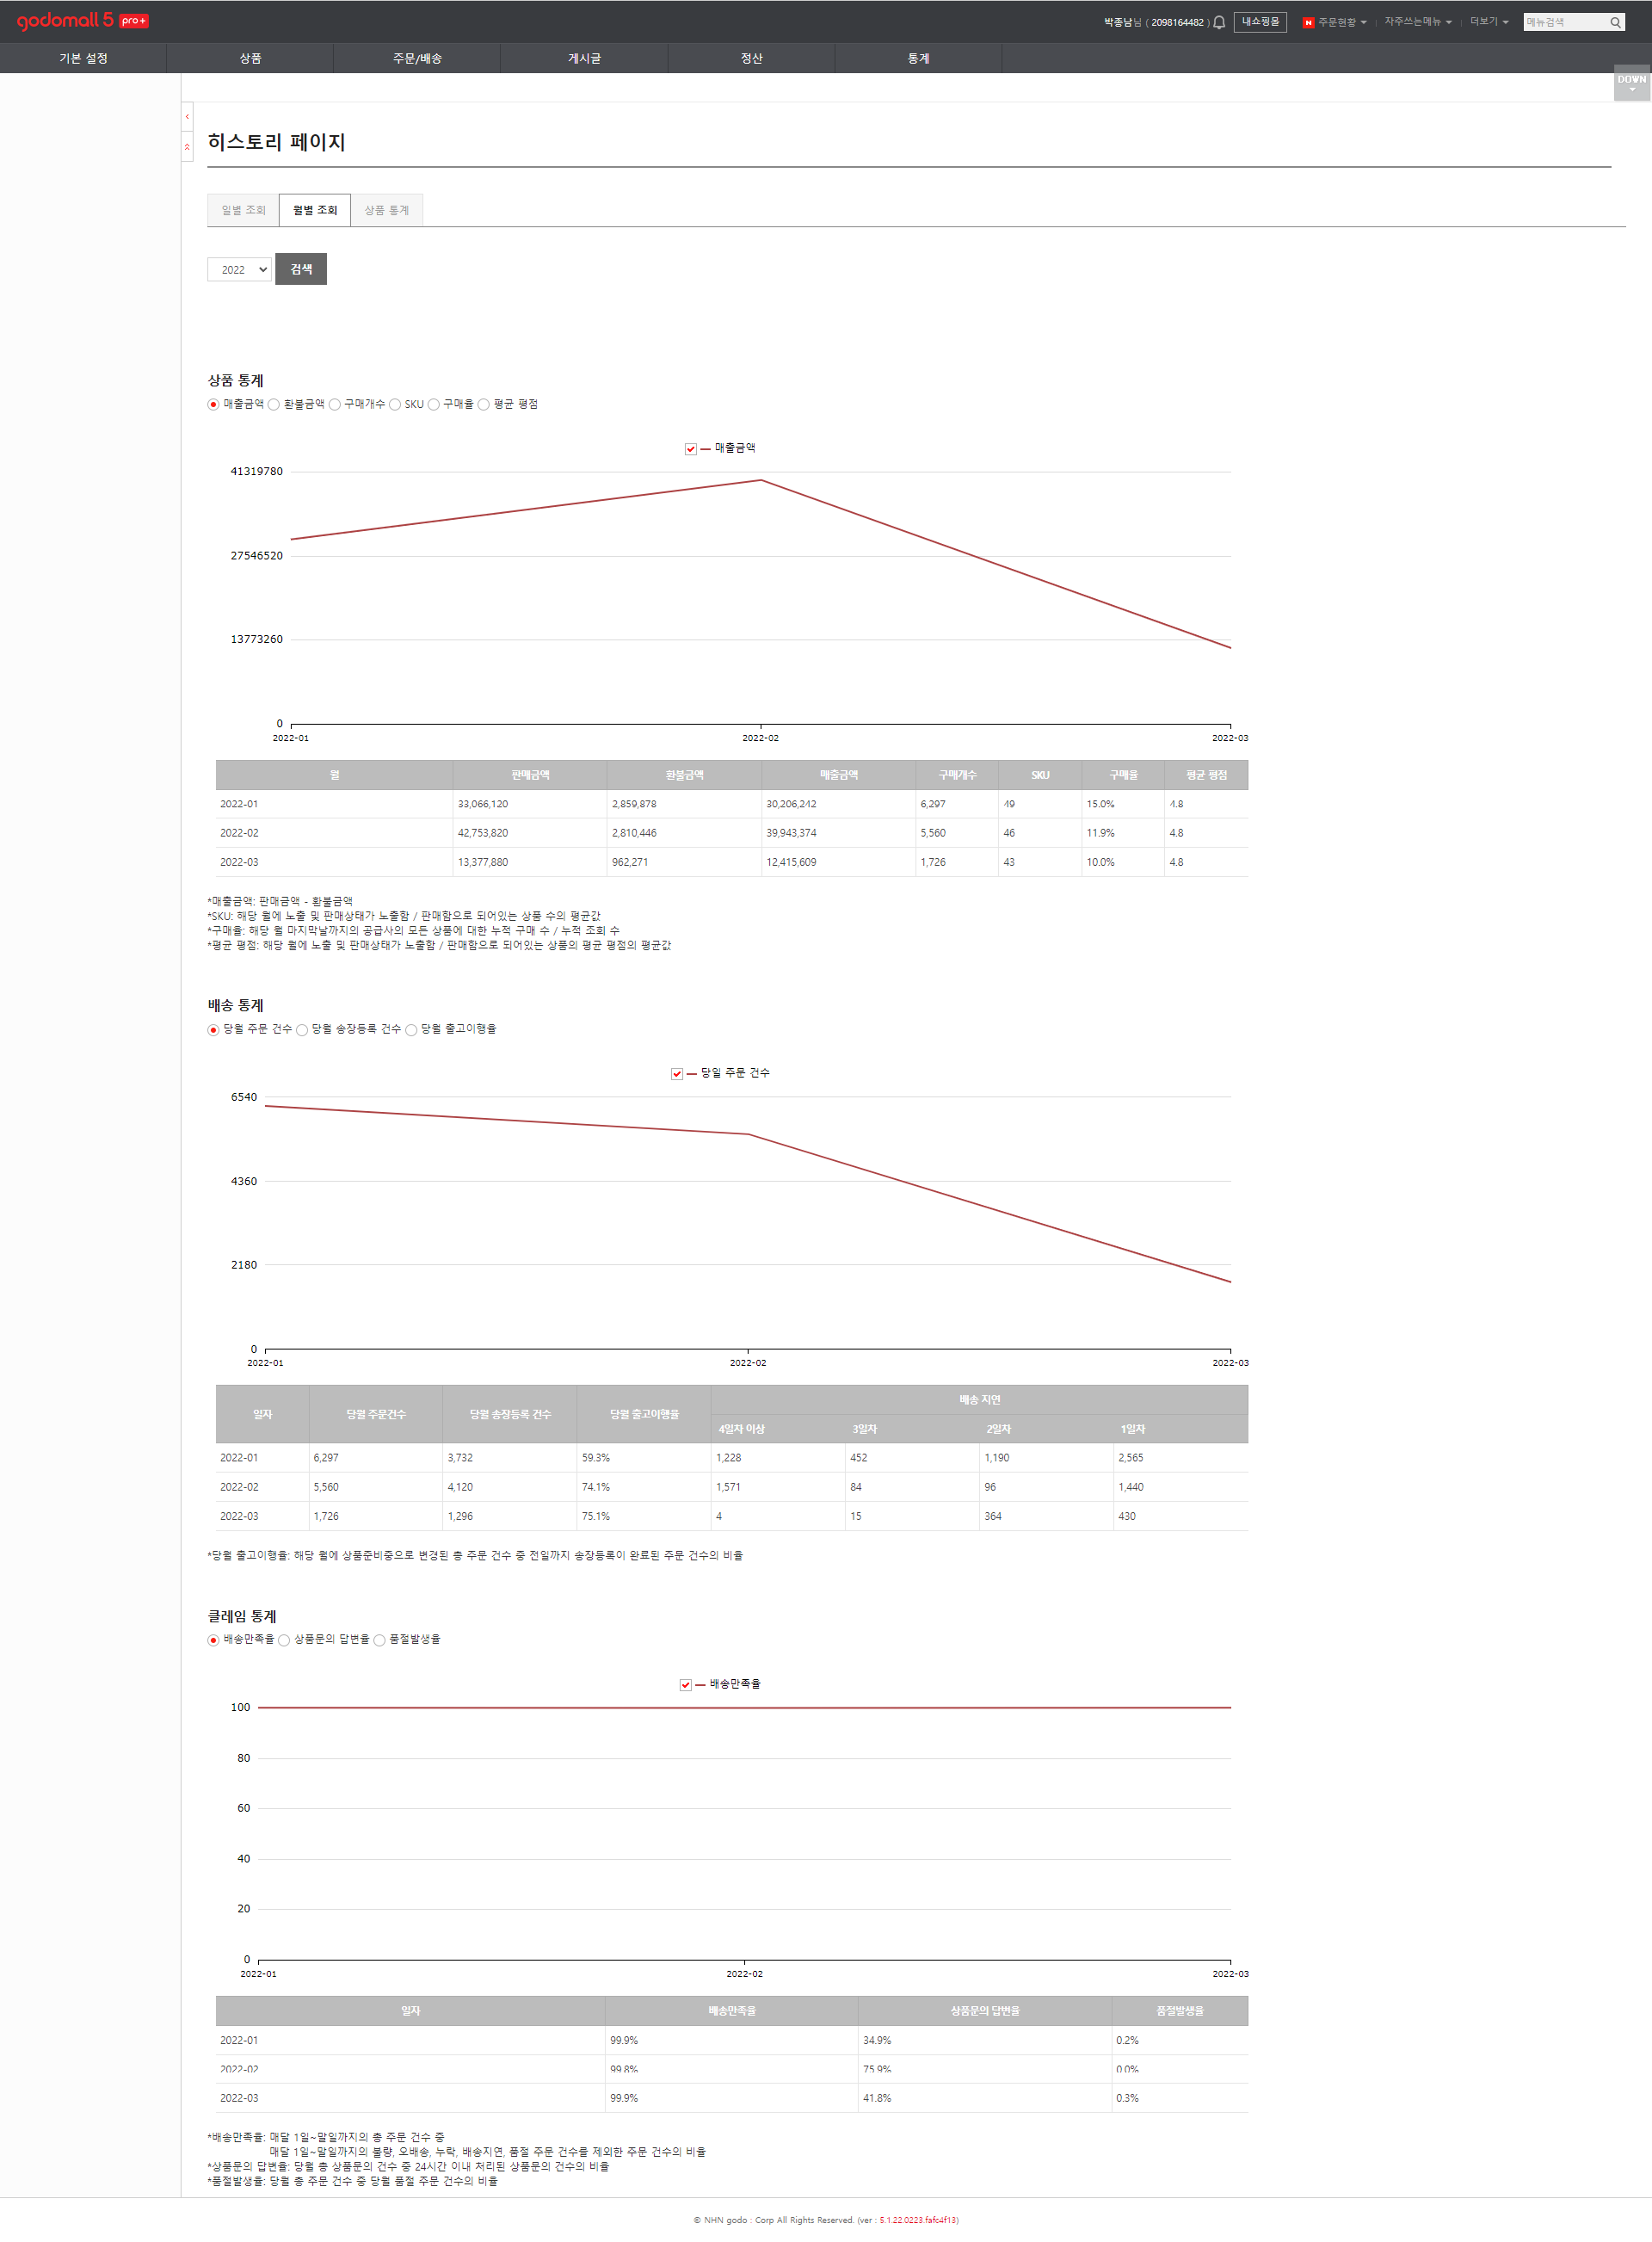 godomall 5 pro+
박종남님 ( 2098164482 ) 내쇼핑몰 N 주문현황 자주쓰는메뉴 더보기 메뉴검색
기본 설정 상품 주문/배송 게시글 정산 통계
DOWN
히스토리 페이지
일별 조회 월별 조회 상품 통계
2022 검색
상품 통계
매출금액 환불금액 구매개수 SKU 구매율 평균 평점
매출금액
41319780
27546520
13773260
0
2022-01 2022-02 2022-03
월 판매금액 환불금액 매출금액 구매개수 SKU 구매율 평균 평점
2022-01 33,066,120 2,859,878 30,206,242 6,297 49 15.0% 4.8
2022-02 42,753,820 2,810,446 39,943,374 5,560 46 11.9% 4.8
2022-03 13,377,880 962,271 12,415,609 1,726 43 10.0% 4.8
*매출금액: 판매금액 - 환불금액
*SKU: 해당 월에 노출 및 판매상태가 노출함 / 판매함으로 되어있는 상품 수의 평균값
*구매율: 해당 월 마지막날까지의 공급사의 모든 상품에 대한 누적 구매 수 / 누적 조회 수
*평균 평점: 해당 월에 노출 및 판매상태가 노출함 / 판매함으로 되어있는 상품의 평균 평점의 평균값
배송 통계
당월 주문 건수 당월 송장등록 건수 당월 출고이행율
당일 주문 건수
6540
4360
2180
0
2022-01 2022-02 2022-03
일자 당월 주문건수 당월 송장등록 건수 당월 출고이행율 배송 지연
4일차 이상 3일차 2일차 1일차
2022-01 6,297 3,732 59.3% 1,228 452 1,190 2,565
2022-02 5,560 4,120 74.1% 1,571 84 96 1,440
2022-03 1,726 1,296 75.1% 4 15 364 430
*당월 출고이행율: 해당 월에 상품준비중으로 변경된 총 주문 건수 중 전일까지 송장등록이 완료된 주문 건수의 비율
클레임 통계
배송만족율 상품문의 답변율 품절발생율
배송만족율
100
80
60
40
20
0
2022-01 2022-02 2022-03
일자 배송만족율 상품문의 답변율 품절발생율
2022-01 99.9% 34.9% 0.2%
2022-02 99.8% 75.9% 0.0%
2022-03 99.9% 41.8% 0.3%
*배송만족율: 매달 1일~말일까지의 총 주문 건수 중
매달 1일~말일까지의 불량, 오배송, 누락, 배송지연, 품절 주문 건수를 제외한 주문 건수의 비율
*상품문의 답변율: 당월 총 상품문의 건수 중 24시간 이내 처리된 상품문의 건수의 비율
*품절발생율: 당월 총 주문 건수 중 당월 품절 주문 건수의 비율
© NHN godo : Corp All Rights Reserved. (ver : 5.1.22.0223.fafc4f13)